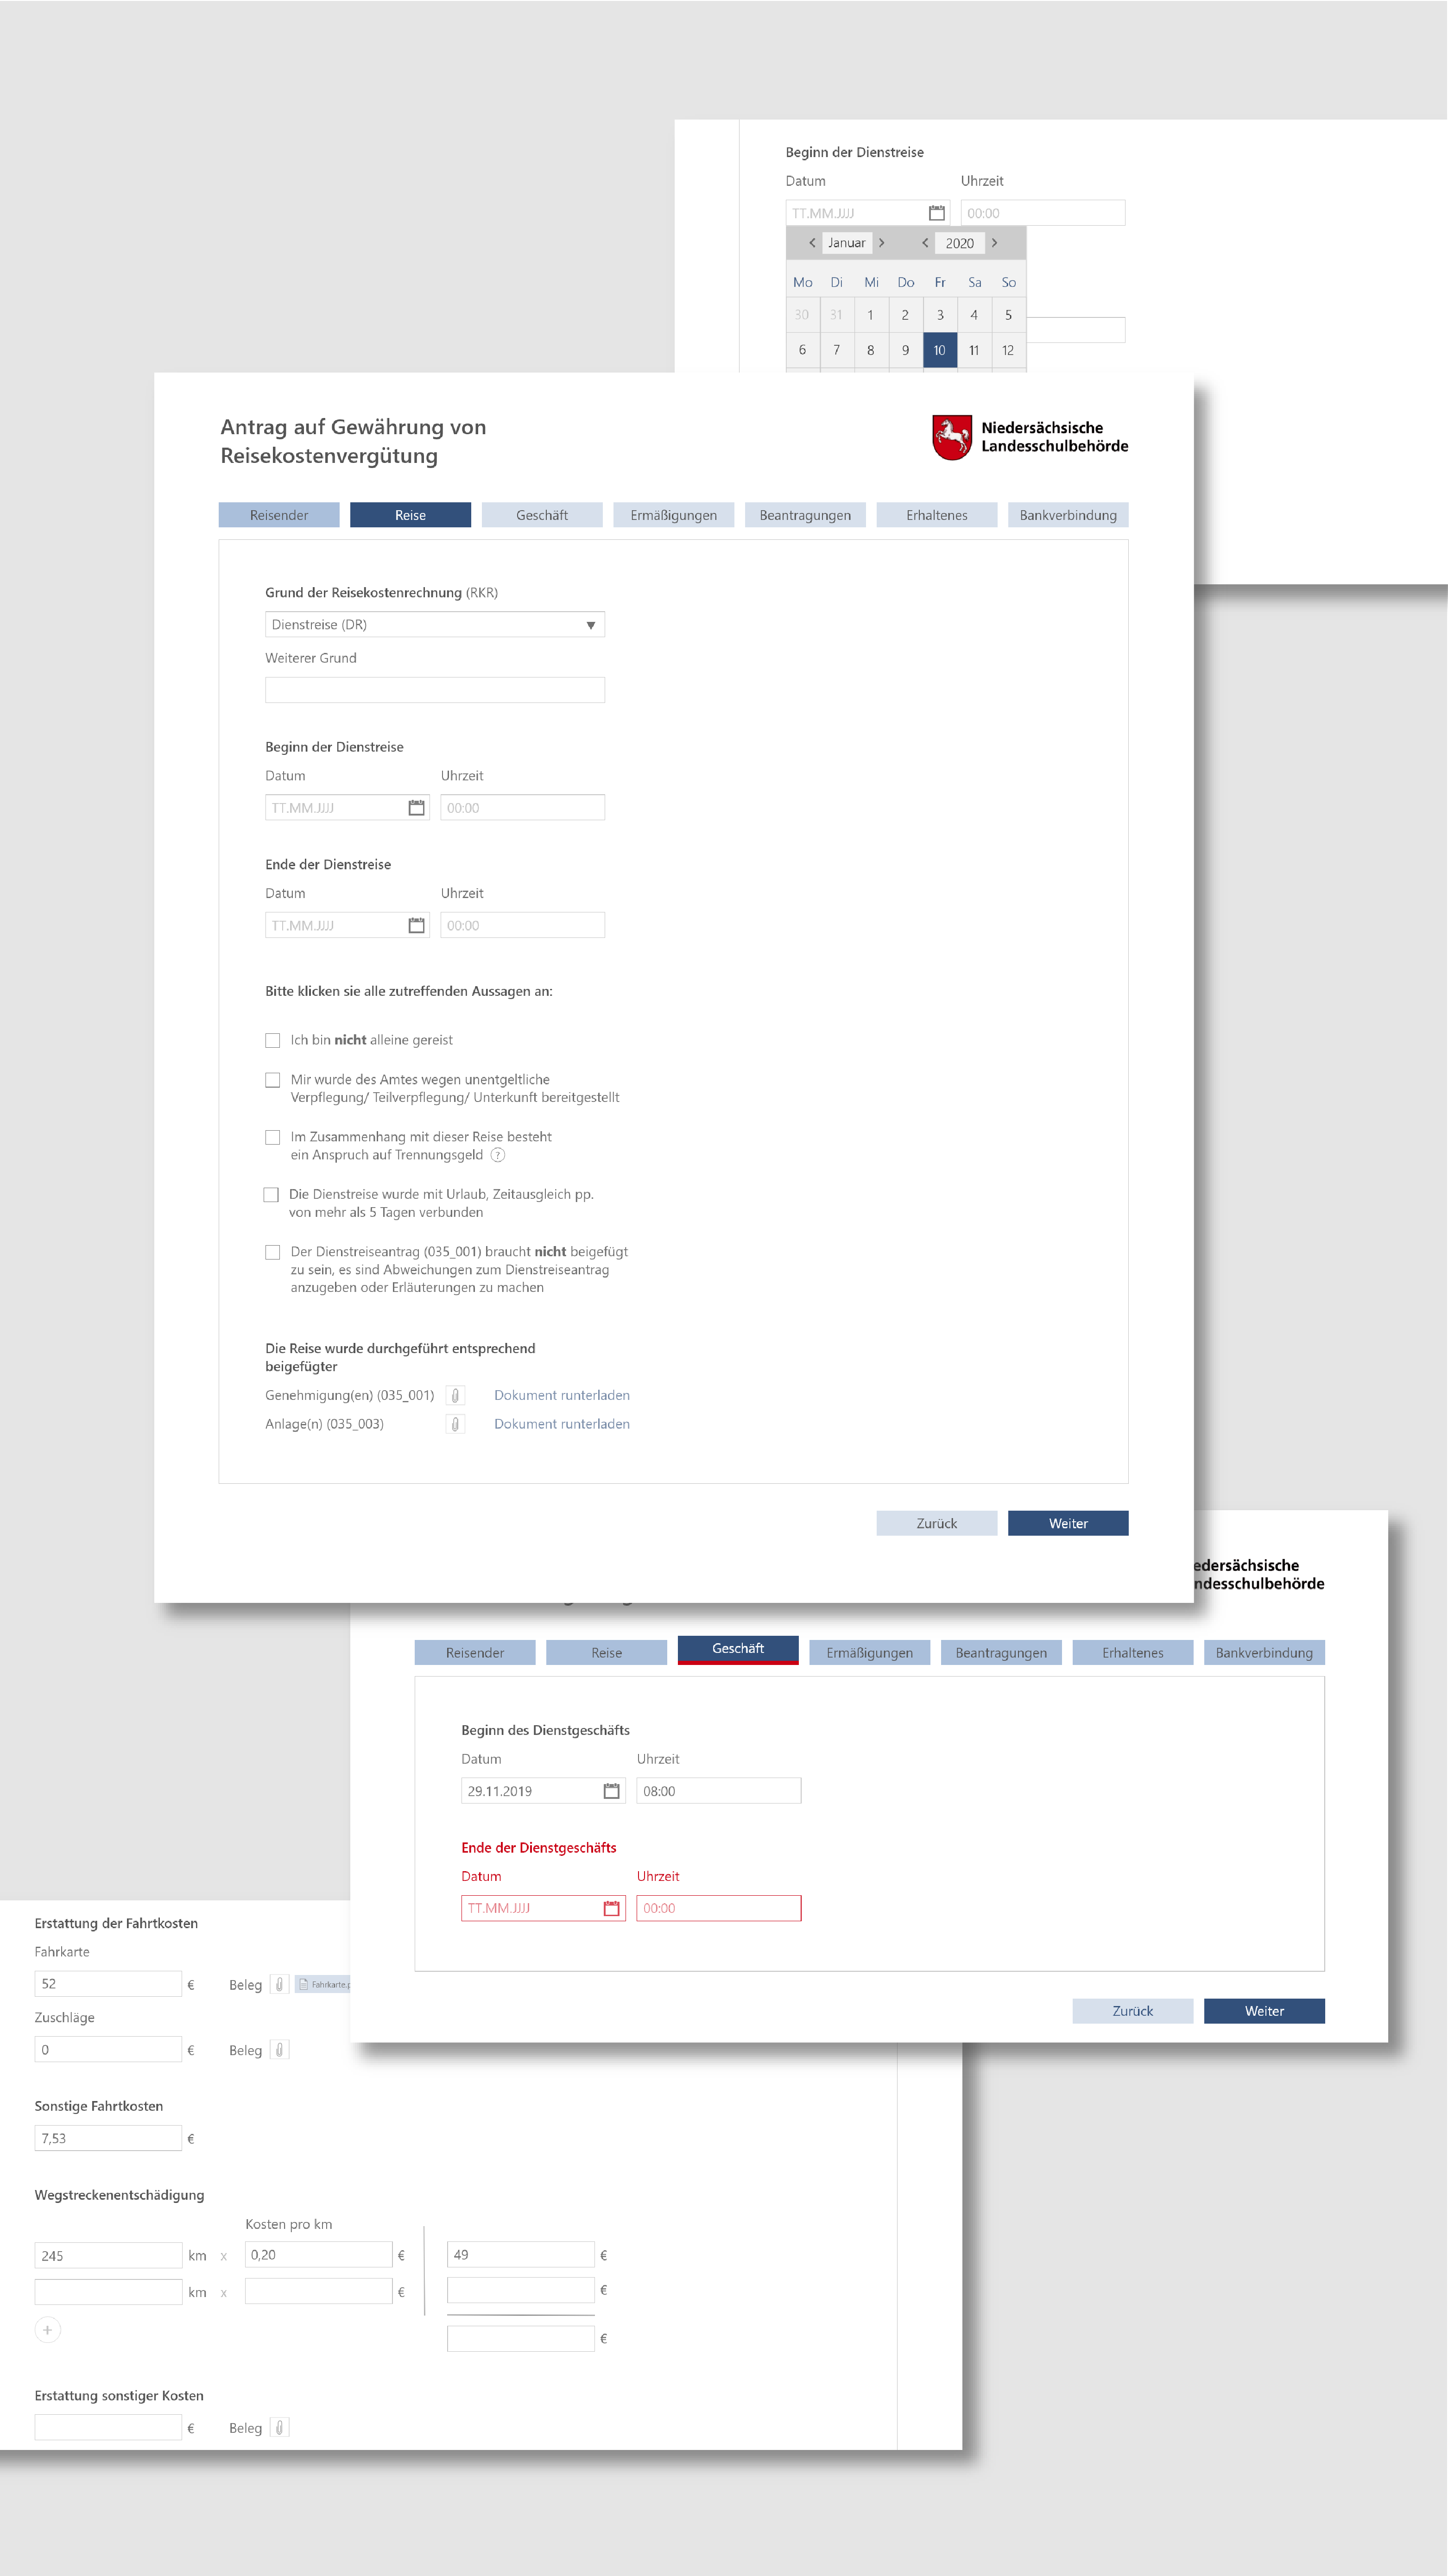 Beginn der Dienstreise
Datum Uhrzeit
TT.MM.JJJJ 00:00
Januar 2020
Mo Di Mi Do Fr Sa So
30 31 1 2 3 4 5
6 7 8 9 10 11 12
Antrag auf Gewährung von
Reisekostenvergütung
Niedersächsische
Landesschulbehörde
Reisender Reise Geschäft Ermäßigungen Beantragungen Erhaltenes Bankverbindung
Grund der Reisekostenrechnung (RKR)
Dienstreise (DR)
Weiterer Grund
Beginn der Dienstreise
Datum Uhrzeit
TT.MM.JJJJ 00:00
Ende der Dienstreise
Datum Uhrzeit
TT.MM.JJJJ 00:00
Bitte klicken sie alle zutreffenden Aussagen an:
Ich bin nicht alleine gereist
Mir wurde des Amtes wegen unentgeltliche
Verpflegung/ Teilverpflegung/ Unterkunft bereitgestellt
Im Zusammenhang mit dieser Reise besteht
ein Anspruch auf Trennungsgeld ?
Die Dienstreise wurde mit Urlaub, Zeitausgleich pp.
von mehr als 5 Tagen verbunden
Der Dienstreiseantrag (035_001) braucht nicht beigefügt
zu sein, es sind Abweichungen zum Dienstreiseantrag
anzugeben oder Erläuterungen zu machen
Die Reise wurde durchgeführt entsprechend
beigefügter
Genehmigung(en) (035_001) Dokument runterladen
Anlage(n) (035_003) Dokument runterladen
Zurück Weiter
edersächsische
ndesschulbehörde
Reisender Reise Geschäft Ermäßigungen Beantragungen Erhaltenes Bankverbindung
Beginn des Dienstgeschäfts
Datum Uhrzeit
29.11.2019 08:00
Ende der Dienstgeschäfts
Datum Uhrzeit
TT.MM.JJJJ 00:00
Zurück Weiter
Erstattung der Fahrtkosten
Fahrkarte
52 € Beleg Fahrkarte.p
Zuschläge
0 € Beleg
Sonstige Fahrtkosten
7,53 €
Wegstreckenentschädigung
Kosten pro km
245 km x 0,20 € 49 €
km x € €
+
€
Erstattung sonstiger Kosten
€ Beleg